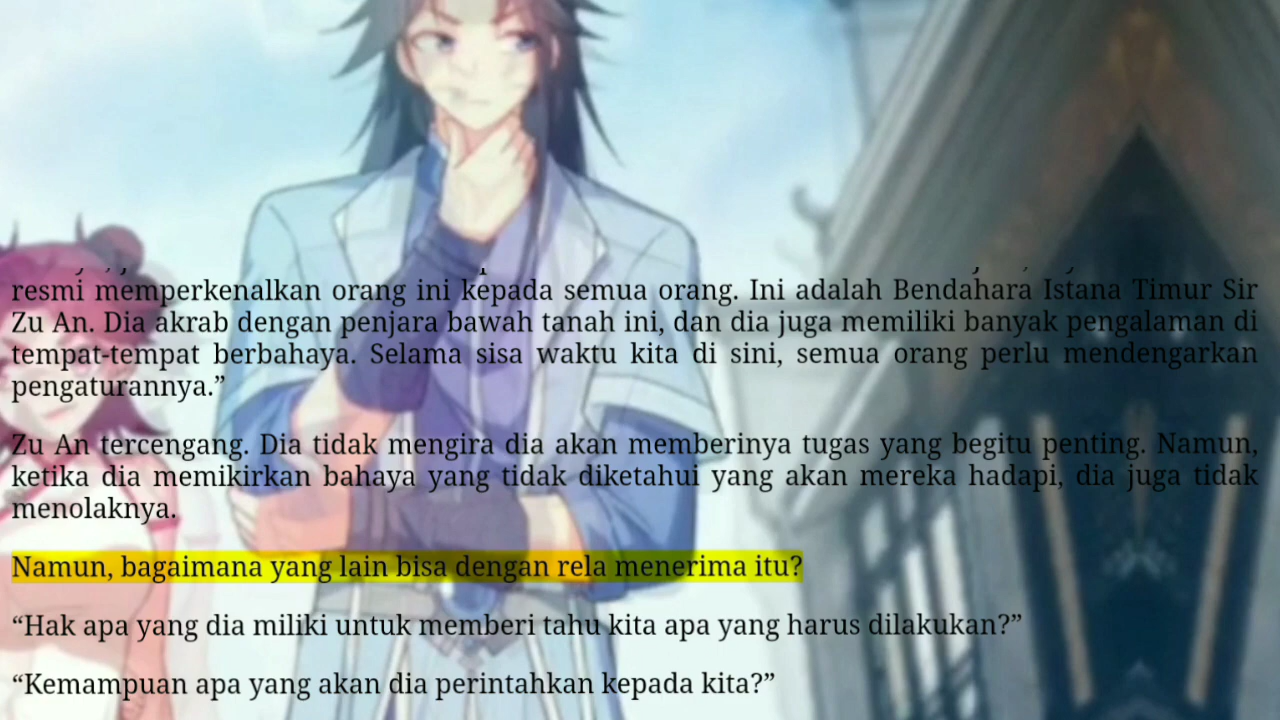 resmi memperkenalkan orang ini kepada semua orang. Ini adalah Bendahara Istana Timur Sir
Zu An. Dia akrab dengan penjara bawah tanah ini, dan dia juga memiliki banyak pengalaman di
tempat-tempat berbahaya. Selama sisa waktu kita di sini, semua orang perlu mendengarkan
pengaturannya.”
Zu An tercengang. Dia tidak mengira dia akan memberinya tugas yang begitu penting. Namun,
ketika dia memikirkan bahaya yang tidak diketahui yang akan mereka hadapi, dia juga tidak
menolaknya.
Namun, bagaimana yang lain bisa dengan rela menerima itu?
“Hak apa yang dia miliki untuk memberi tahu kita apa yang harus dilakukan?”
“Kemampuan apa yang akan dia perintahkan kepada kita?”